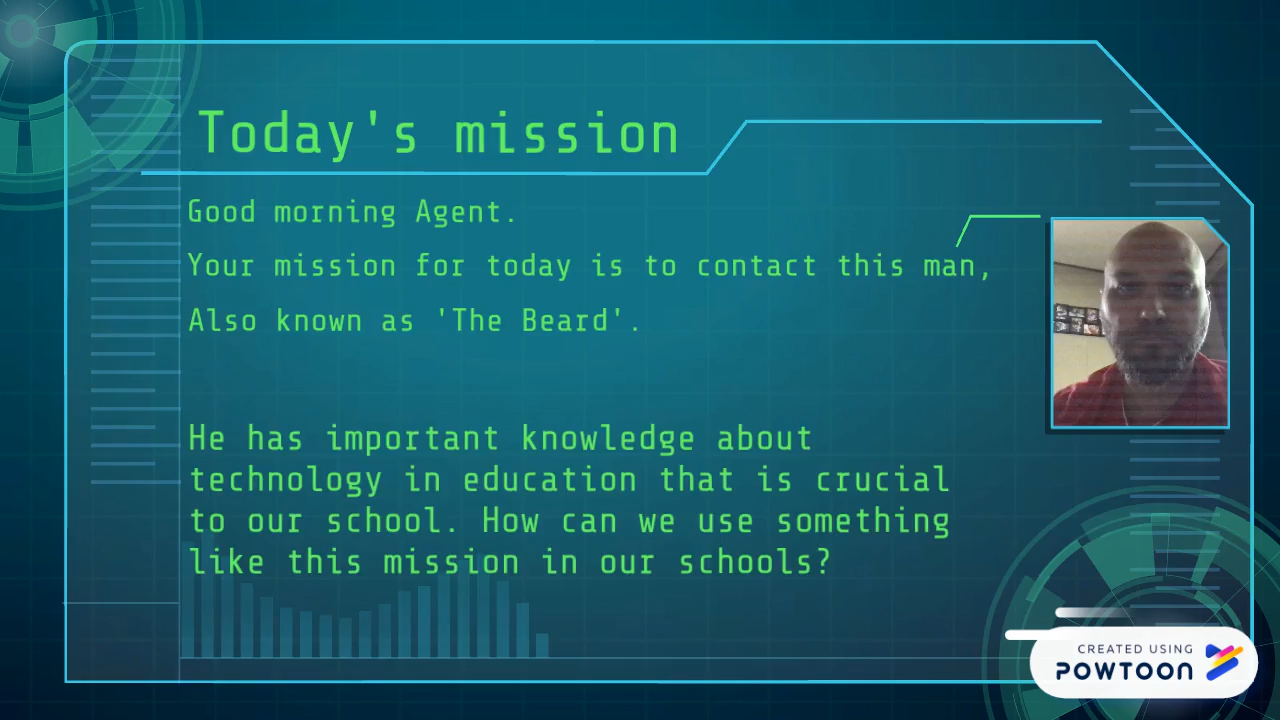 Today's mission
Good morning Agent.
Your mission for today is to contact this man,
Also known as 'The Beard'.
He has important knowledge about
technology in education that is crucial
to our school. How can we use something
like this mission in our schools?
CREATED USING
POWTOON